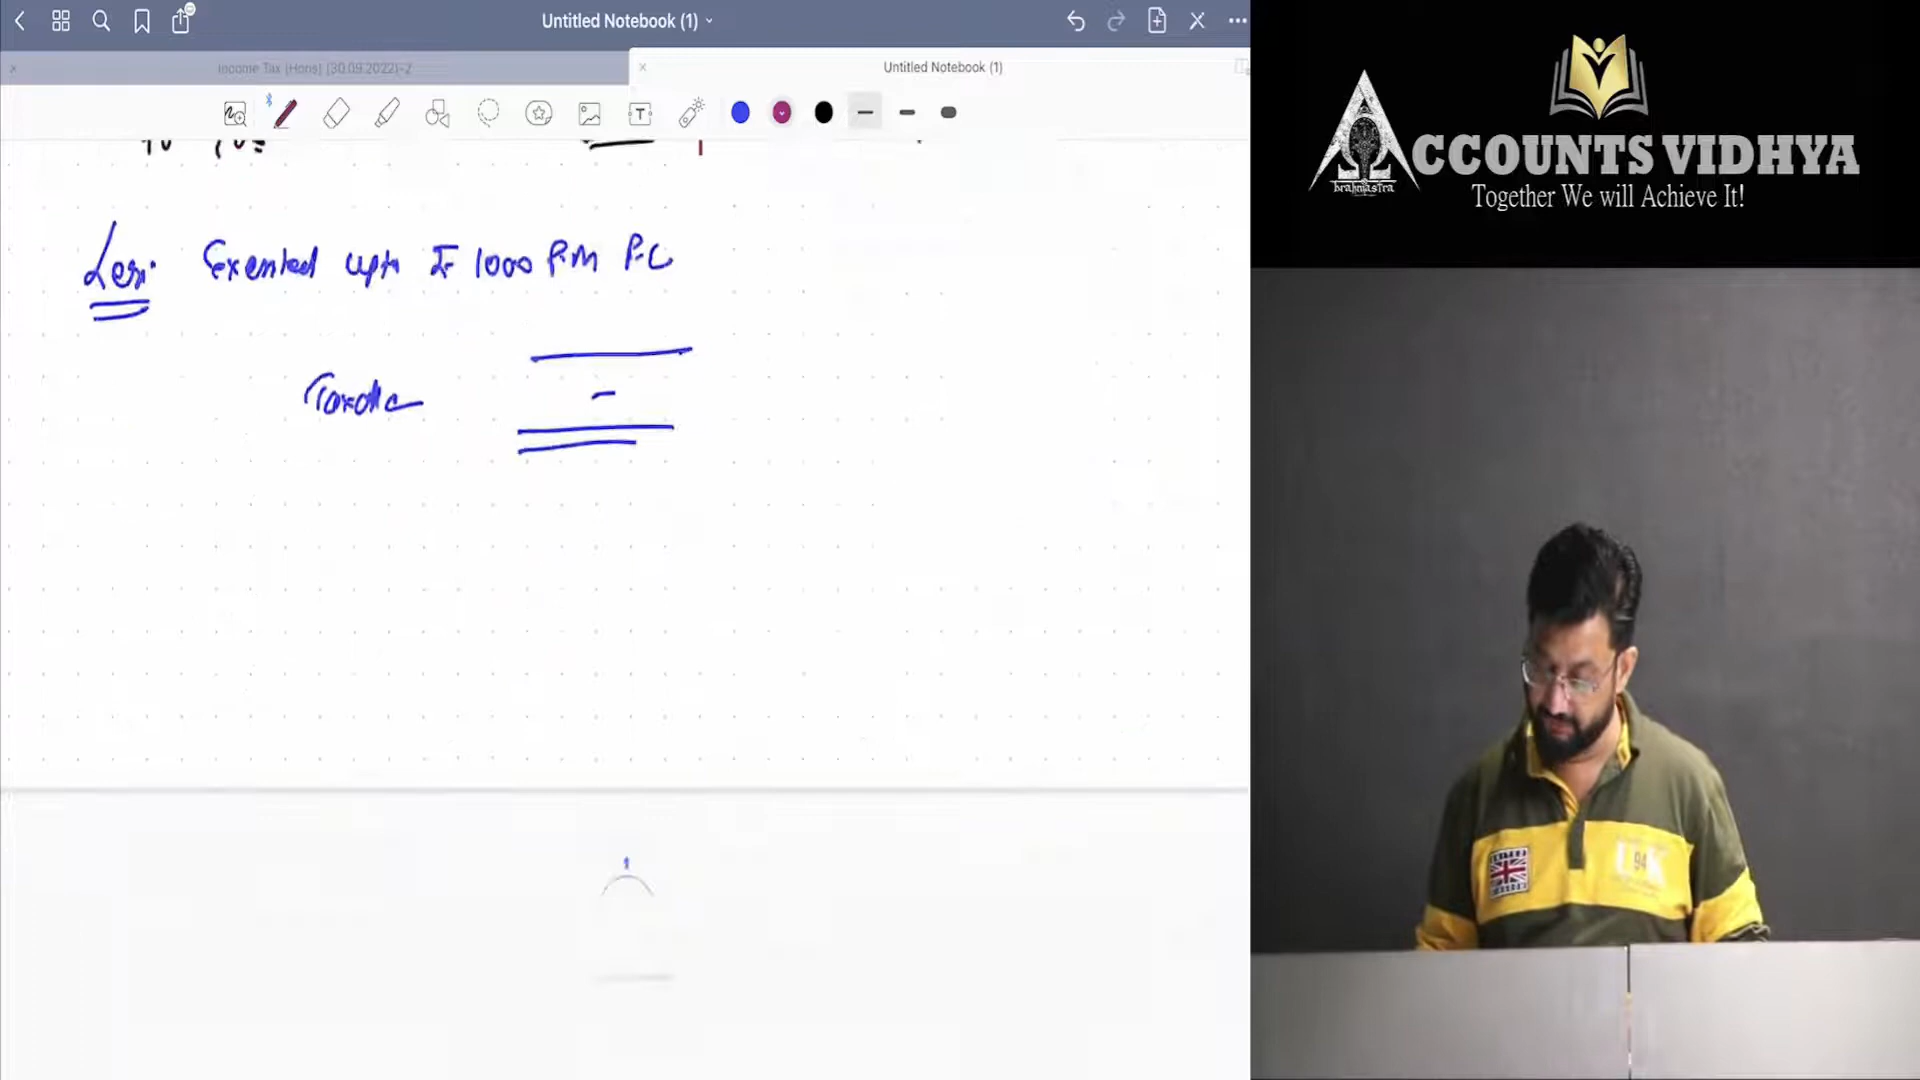 Untitled Notebook (1)
Income Tax (Hons) (30.09.2022)-2
Untitled Notebook (1)
T
Less: Exempted upto ₹ 1000 P.M P.C
Taxable -
ACCOUNTS VIDHYA
brahmastra
Together We will Achieve It!
94